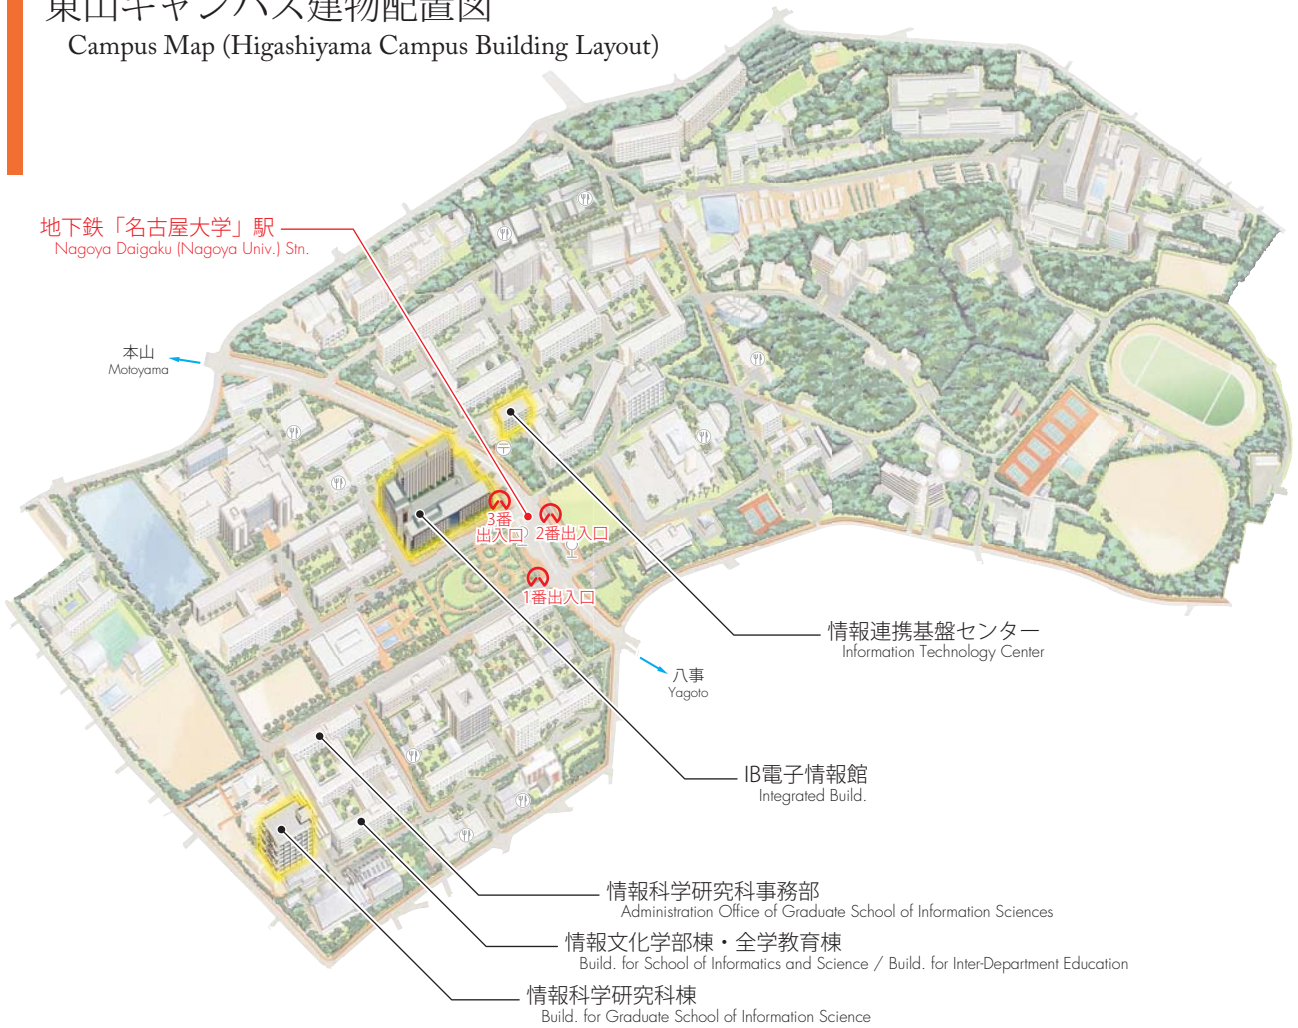 東山キャンパス建物配置図
Campus Map (Higashiyama Campus Building Layout)
地下鉄「名古屋大学」駅
Nagoya Daigaku (Nagoya Univ.) Stn.
本山
Motoyama
〒
3番
出入口
2番出入口
1番出入口
情報連携基盤センター
Information Technology Center
八事
Yagoto
IB電子情報館
Integrated Build.
情報科学研究科事務部
Administration Office of Graduate School of Information Sciences
情報文化学部棟・全学教育棟
Build. for School of Informatics and Science / Build. for Inter-Department Education
情報科学研究科棟
Build. for Graduate School of Information Science